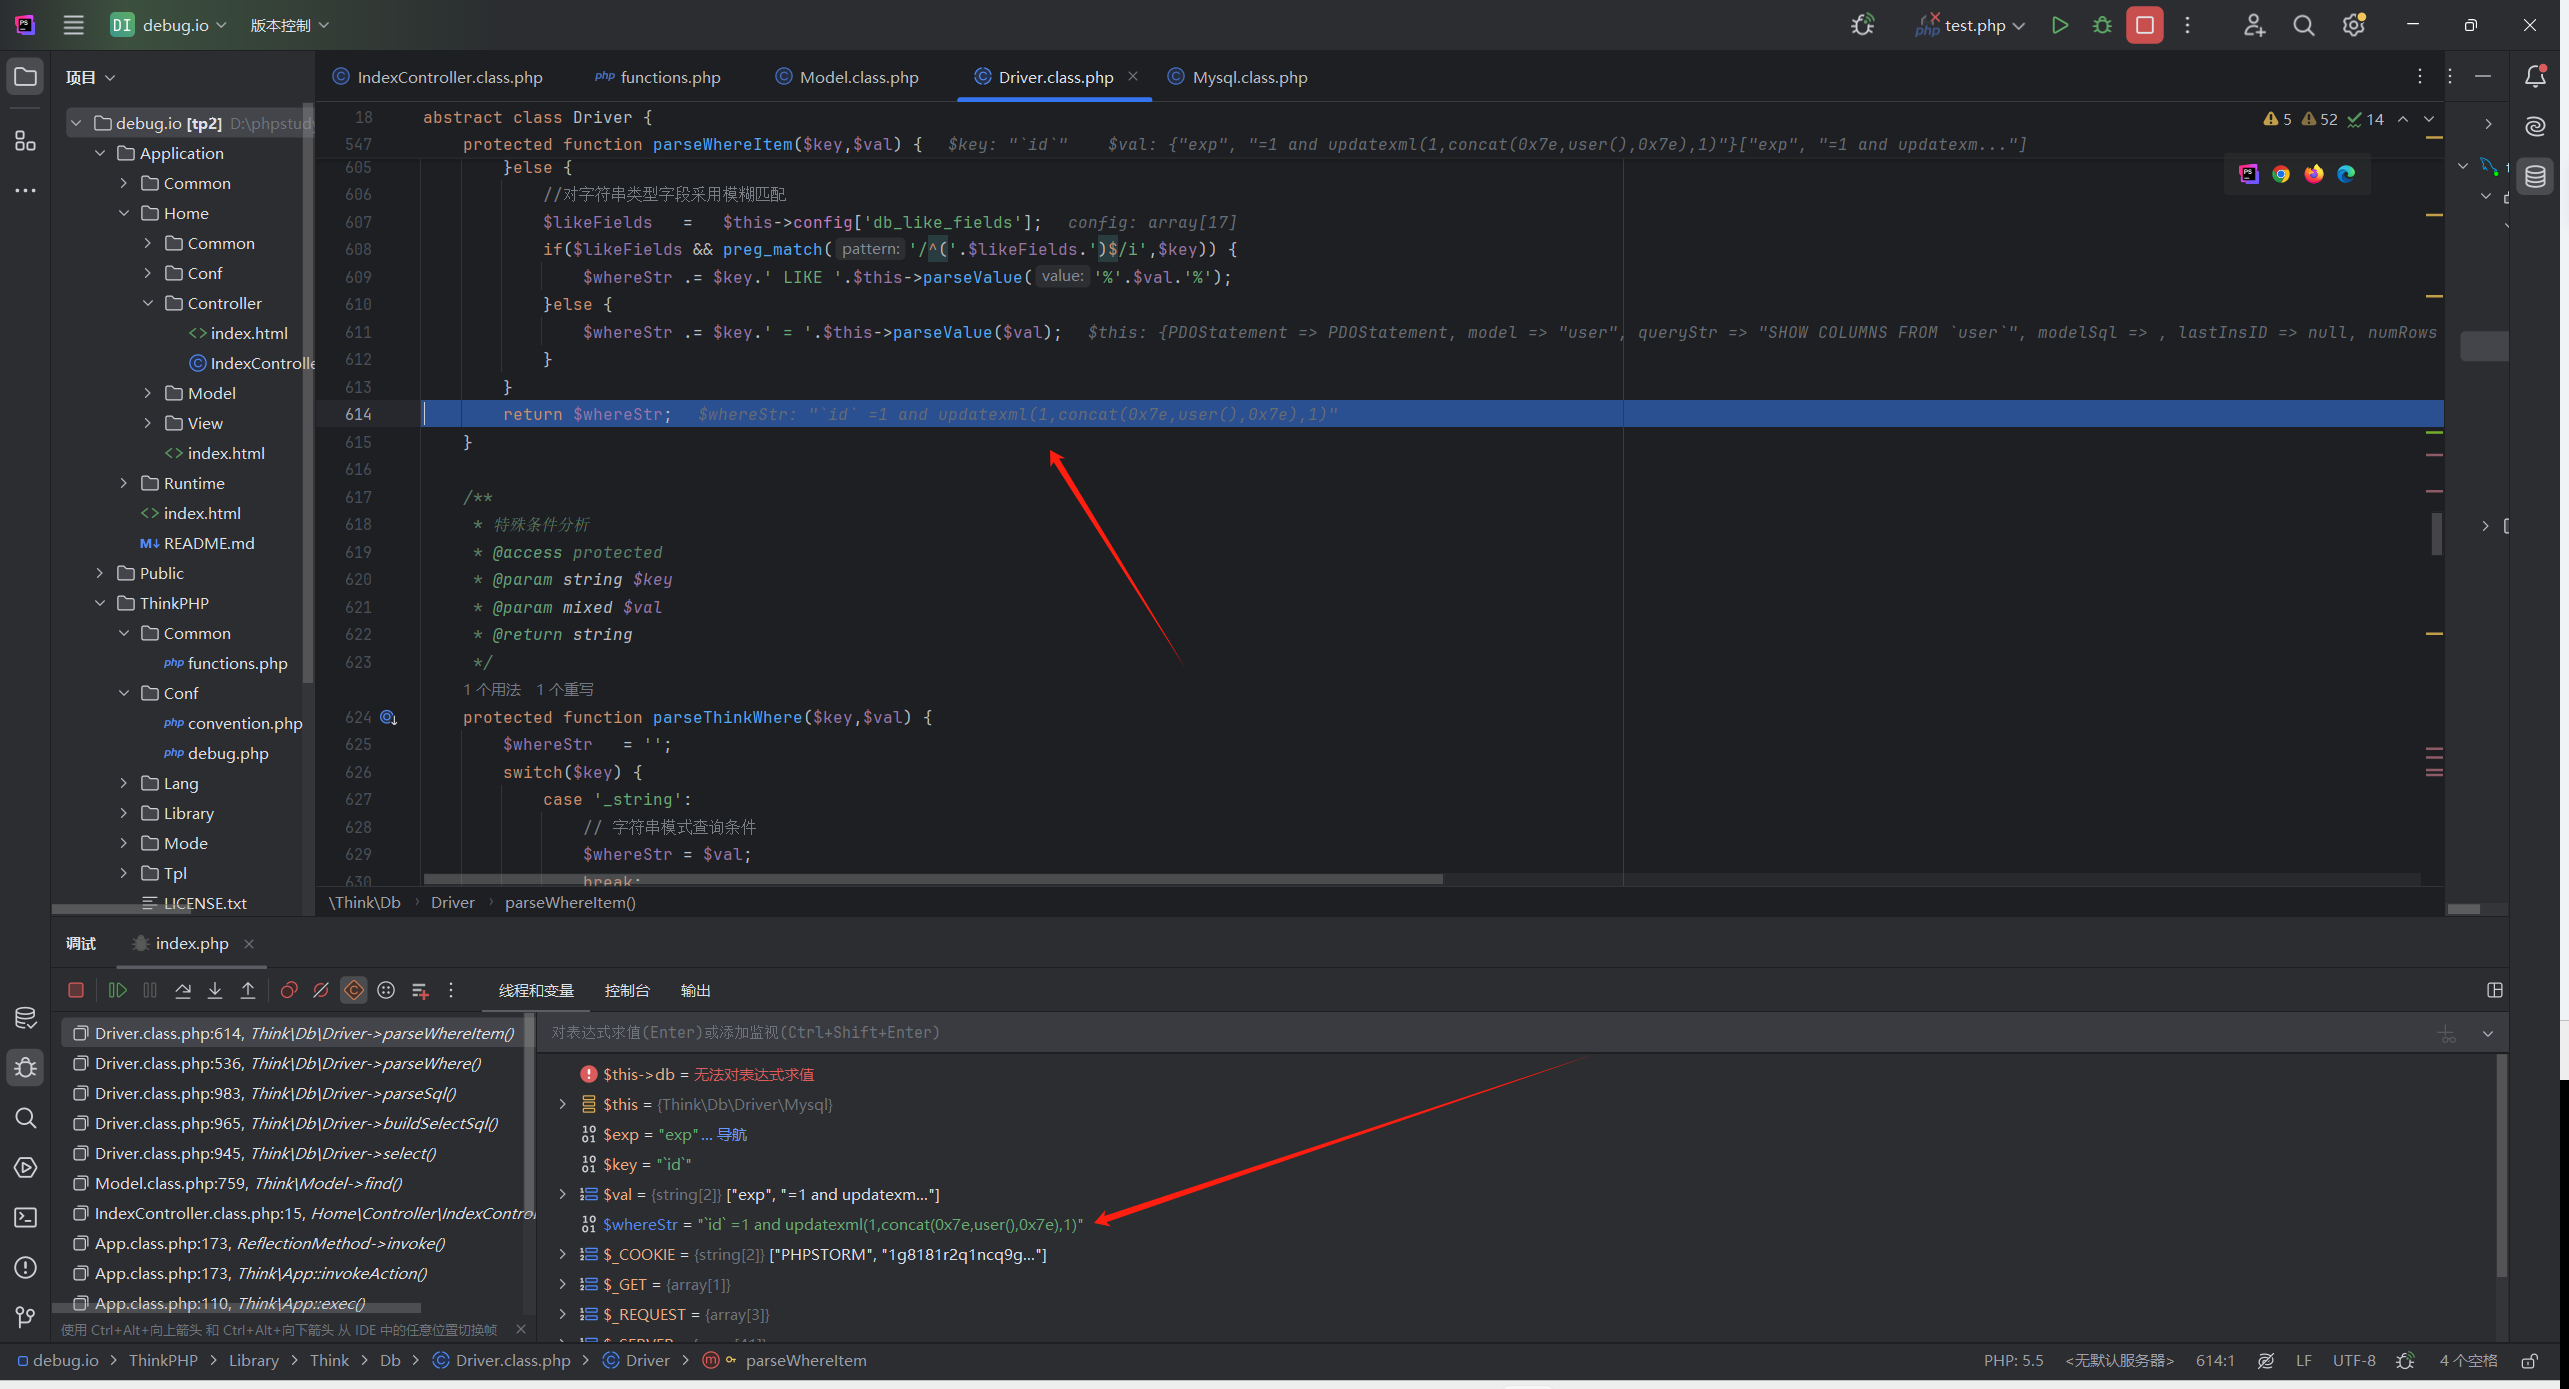 DI debug.io 版本控制 test.php
项目
IndexController.class.php php functions.php Model.class.php Driver.class.php Mysql.class.php
debug.io [tp2] D:\phpstudy
Application
Common
Home
Common
Conf
Controller
index.html
IndexControlle
Model
View
index.html
Runtime
index.html
README.md
Public
ThinkPHP
Common
php functions.php
Conf
php convention.php
php debug.php
Lang
Library
Mode
Tpl
LICENSE.txt
5 52 14
18 abstract class Driver {
547 protected function parseWhereItem($key,$val) { $key: "`id`" $val: {"exp", "=1 and updatexml(1,concat(0x7e,user(),0x7e),1)"}["exp", "=1 and updatexm..."]
605 }else {
606 //对字符串类型字段采用模糊匹配
607 $likeFields = $this->config['db_like_fields']; config: array[17]
608 if($likeFields && preg_match( pattern: '/^('.$likeFields.')$/i',$key)) {
609 $whereStr .= $key.' LIKE '.$this->parseValue( value: '%'.$val.'%');
610 }else {
611 $whereStr .= $key.' = '.$this->parseValue($val); $this: {PDOStatement => PDOStatement, model => "user", queryStr => "SHOW COLUMNS FROM `user`", modelSql => , lastInsID => null, numRows
612 }
613 }
614 return $whereStr; $whereStr: "`id` =1 and updatexml(1,concat(0x7e,user(),0x7e),1)"
615 }
616
617 /**
618 * 特殊条件分析
619 * @access protected
620 * @param string $key
621 * @param mixed $val
622 * @return string
623 */
1 个用法 1 个重写
624 protected function parseThinkWhere($key,$val) {
625 $whereStr = '';
626 switch($key) {
627 case '_string':
628 // 字符串模式查询条件
629 $whereStr = $val;
630 break;
\Think\Db › Driver › parseWhereItem()
调试 index.php
线程和变量 控制台 输出
Driver.class.php:614, Think\Db\Driver->parseWhereItem()
Driver.class.php:536, Think\Db\Driver->parseWhere()
Driver.class.php:983, Think\Db\Driver->parseSql()
Driver.class.php:965, Think\Db\Driver->buildSelectSql()
Driver.class.php:945, Think\Db\Driver->select()
Model.class.php:759, Think\Model->find()
IndexController.class.php:15, Home\Controller\IndexControl
App.class.php:173, ReflectionMethod->invoke()
App.class.php:173, Think\App::invokeAction()
App.class.php:110, Think\App::exec()
使用 Ctrl+Alt+向上箭头 和 Ctrl+Alt+向下箭头 从 IDE 中的任意位置切换帧
对表达式求值(Enter)或添加监视(Ctrl+Shift+Enter)
$this->db = 无法对表达式求值
$this = {Think\Db\Driver\Mysql}
$exp = "exp"... 导航
$key = "`id`"
$val = {string[2]} ["exp", "=1 and updatexm..."]
$whereStr = "`id` =1 and updatexml(1,concat(0x7e,user(),0x7e),1)"
$_COOKIE = {string[2]} ["PHPSTORM", "1g8181r2q1ncq9g..."]
$_GET = {array[1]}
$_REQUEST = {array[3]}
debug.io > ThinkPHP > Library > Think > Db > Driver.class.php > Driver > parseWhereItem
PHP: 5.5 <无默认服务器> 614:1 LF UTF-8 4 个空格